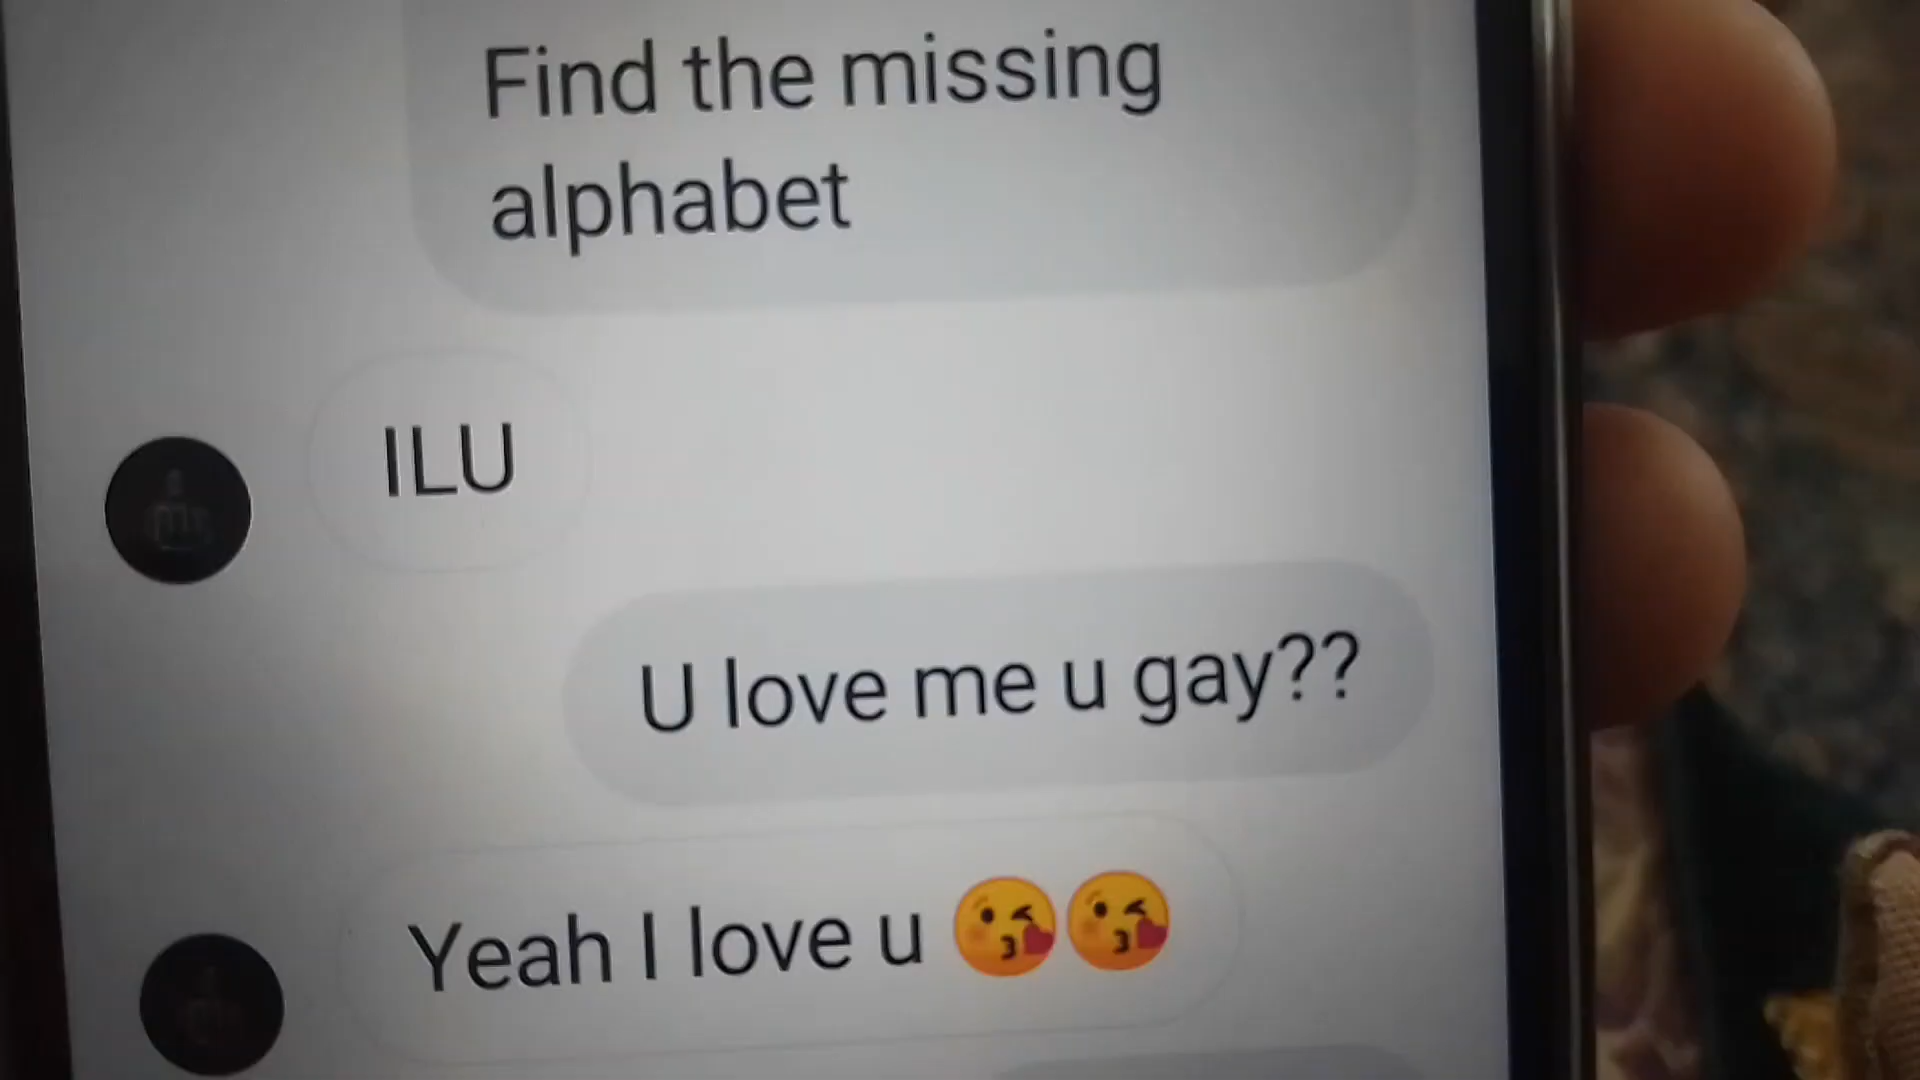 Find the missing
alphabet
ILU
U love me u gay??
Yeah I love u 😘😘